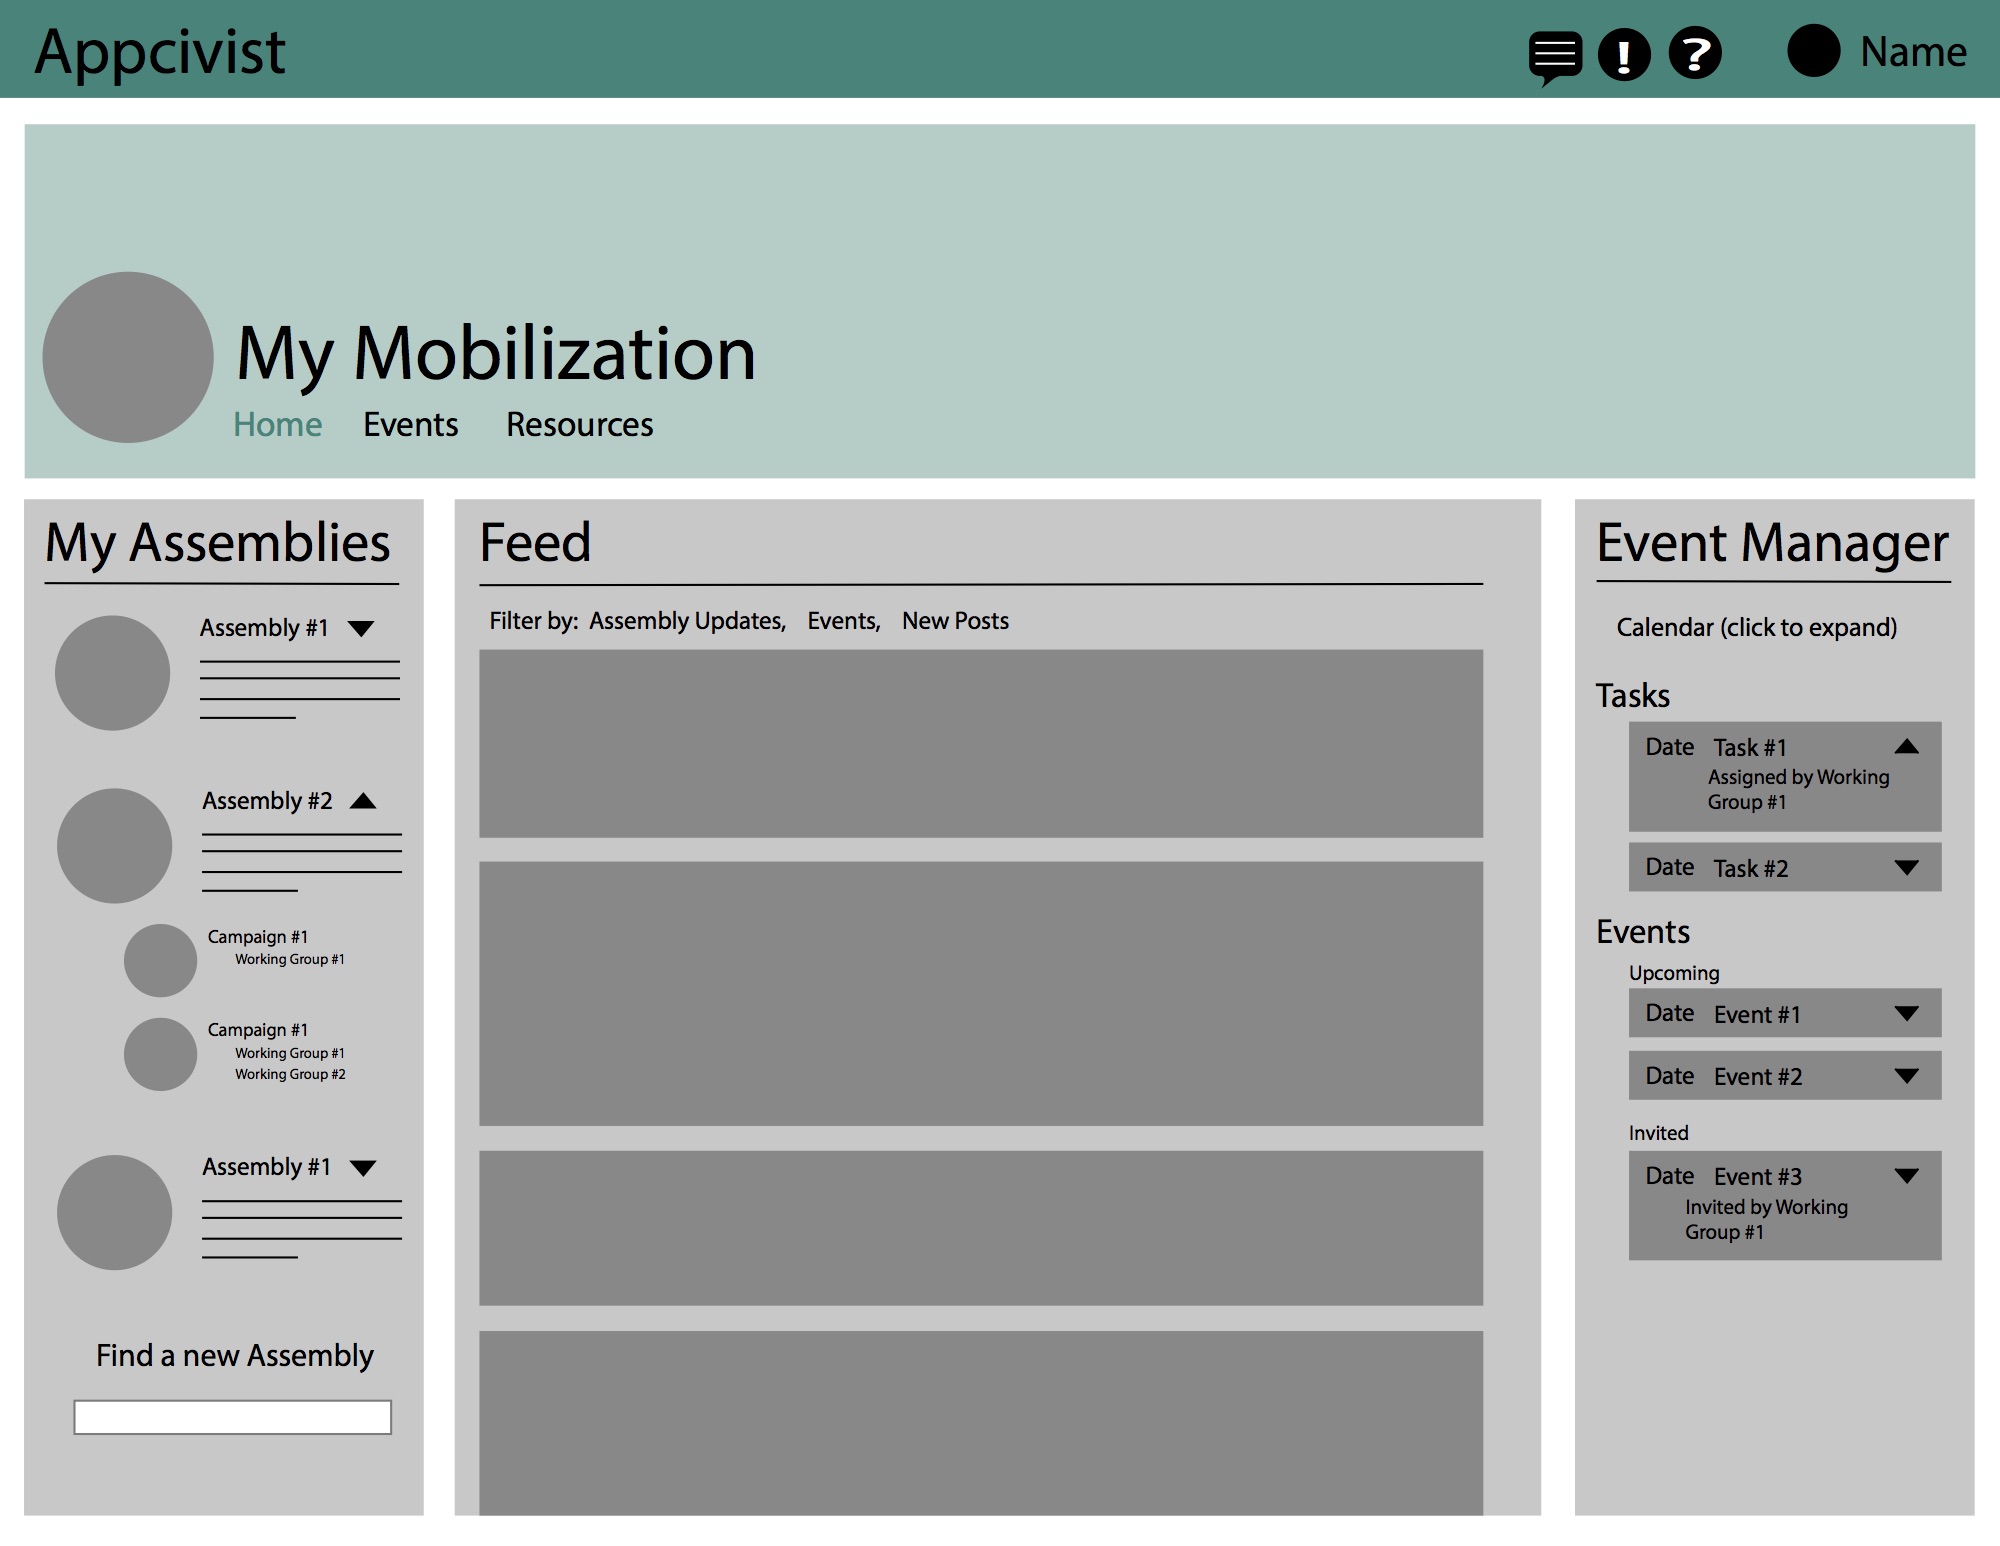 Appcivist
! ? Name
My Mobilization
Home Events Resources
My Assemblies
Assembly #1
Assembly #2
Campaign #1
Working Group #1
Campaign #1
Working Group #1
Working Group #2
Assembly #1
Find a new Assembly
Feed
Filter by: Assembly Updates, Events, New Posts
Event Manager
Calendar (click to expand)
Tasks
Date Task #1
Assigned by Working
Group #1
Date Task #2
Events
Upcoming
Date Event #1
Date Event #2
Invited
Date Event #3
Invited by Working
Group #1